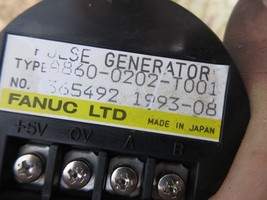 PULSE GENERATOR
TYPE A860-0202-T001
NO. 365492 1993-08
FANUC LTD MADE IN JAPAN
+5V 0V A B